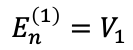 $E_n^{(1)} = V_1$